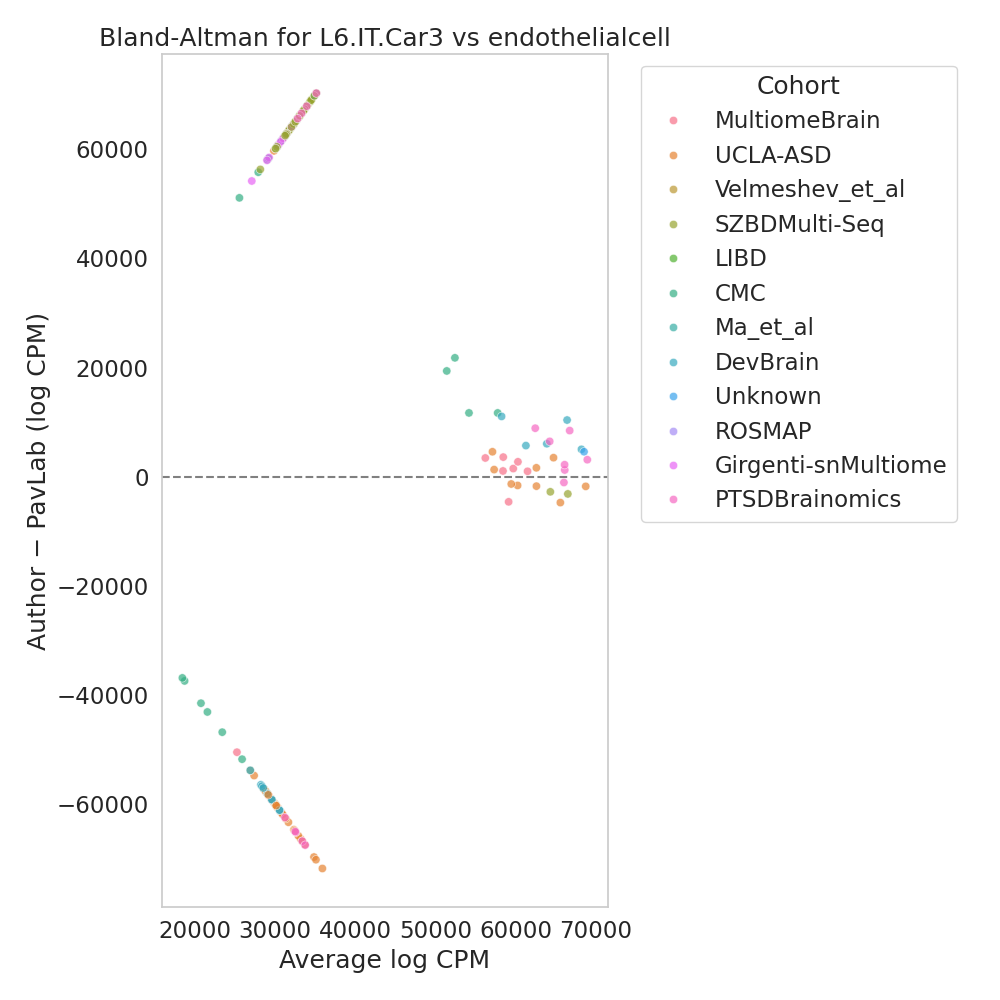 Bland-Altman for L6.IT.Car3 vs endothelialcell
Author − PavLab (log CPM)
60000
40000
20000
0
−20000
−40000
−60000
20000 30000 40000 50000 60000 70000
Average log CPM
Cohort
MultiomeBrain
UCLA-ASD
Velmeshev_et_al
SZBDMulti-Seq
LIBD
CMC
Ma_et_al
DevBrain
Unknown
ROSMAP
Girgenti-snMultiome
PTSDBrainomics